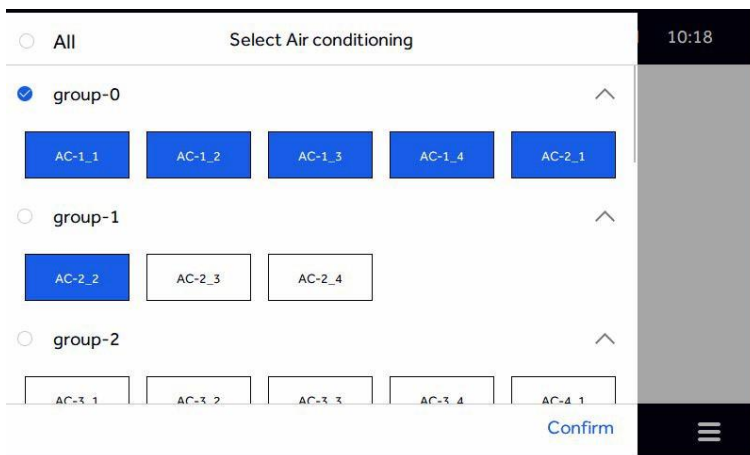 All Select Air conditioning 10:18
group-0
AC-1_1 AC-1_2 AC-1_3 AC-1_4 AC-2_1
group-1
AC-2_2 AC-2_3 AC-2_4
group-2
AC-3_1 AC-3_2 AC-3_3 AC-3_4 AC-4_1
Confirm